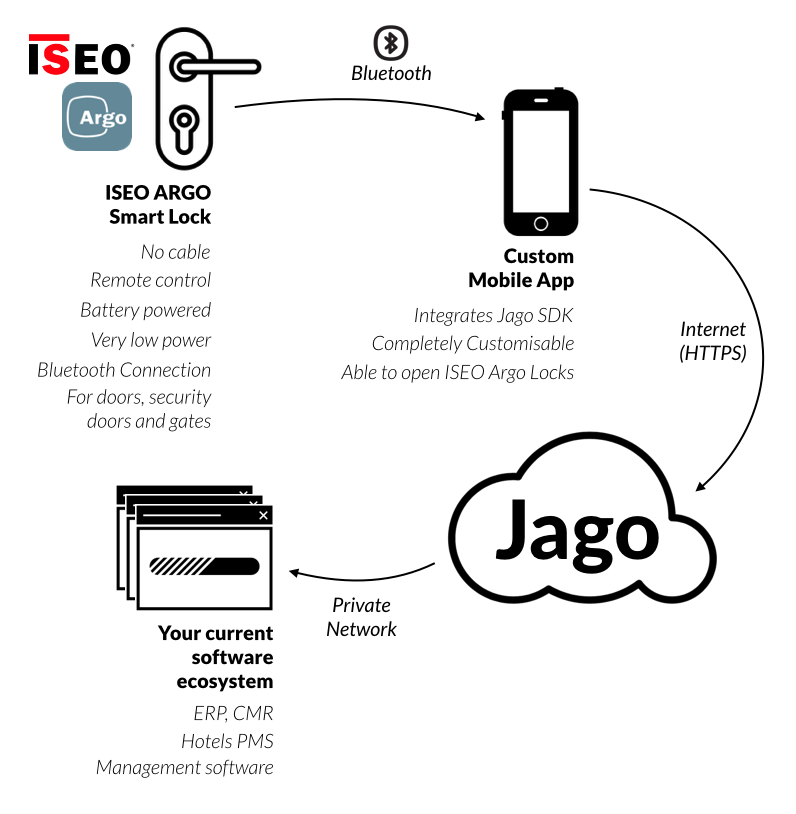 ISEO
Argo
Bluetooth
ISEO ARGO
Smart Lock
No cable
Remote control
Battery powered
Very low power
Bluetooth Connection
For doors, security
doors and gates
Custom
Mobile App
Integrates Jago SDK
Completely Customisable
Able to open ISEO Argo Locks
Internet
(HTTPS)
Jago
Private
Network
Your current
software
ecosystem
ERP, CMR
Hotels PMS
Management software